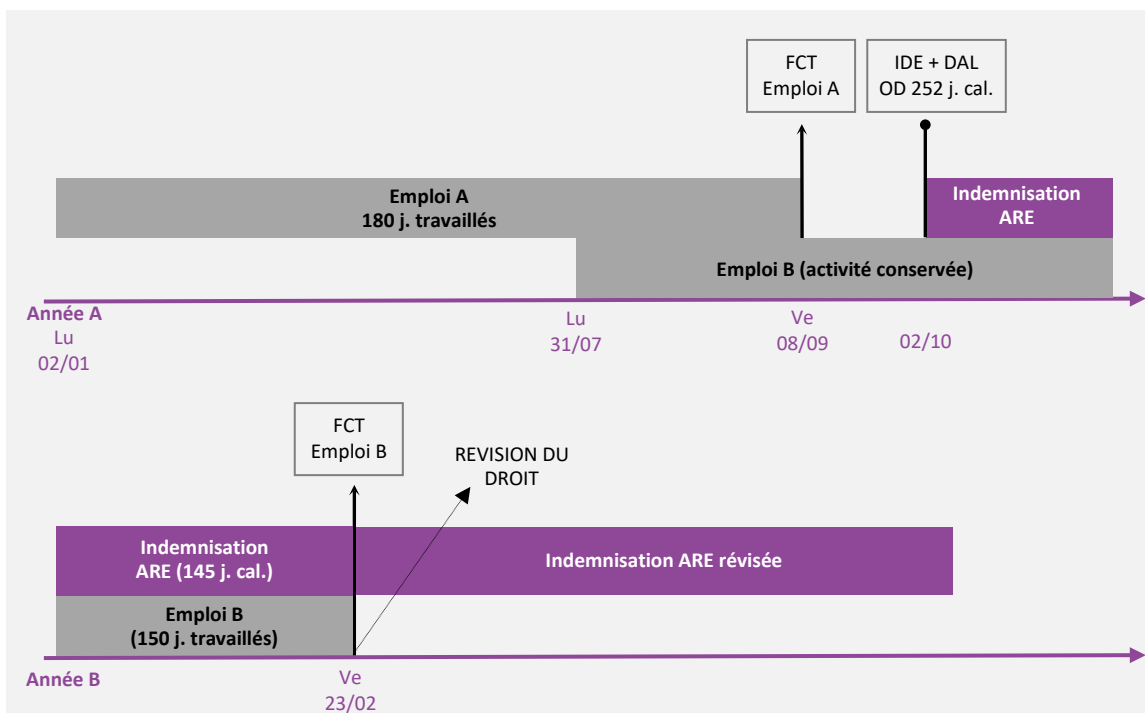 FCT
Emploi A
IDE + DAL
OD 252 j. cal.
Emploi A
180 j. travaillés
Indemnisation
ARE
Emploi B (activité conservée)
Année A
Lu
02/01
Lu
31/07
Ve
08/09
02/10
FCT
Emploi B
REVISION DU
DROIT
Indemnisation
ARE (145 j. cal.)
Indemnisation ARE révisée
Emploi B
(150 j. travaillés)
Année B
Ve
23/02